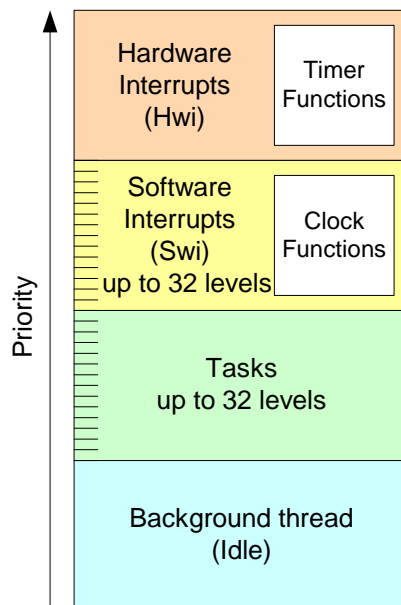 Priority
Hardware
Interrupts
(Hwi)
Timer
Functions
Software
Interrupts
(Swi)
up to 32 levels
Clock
Functions
Tasks
up to 32 levels
Background thread
(Idle)